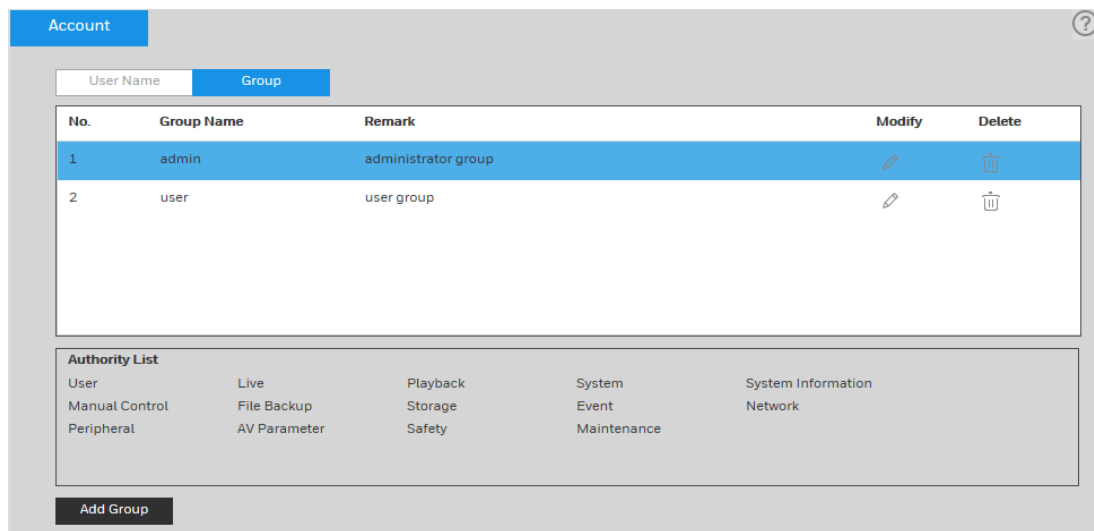 Account
?
User Name Group
No. Group Name Remark Modify Delete
1 admin administrator group
2 user user group
Authority List
User Live Playback System System Information
Manual Control File Backup Storage Event Network
Peripheral AV Parameter Safety Maintenance
Add Group